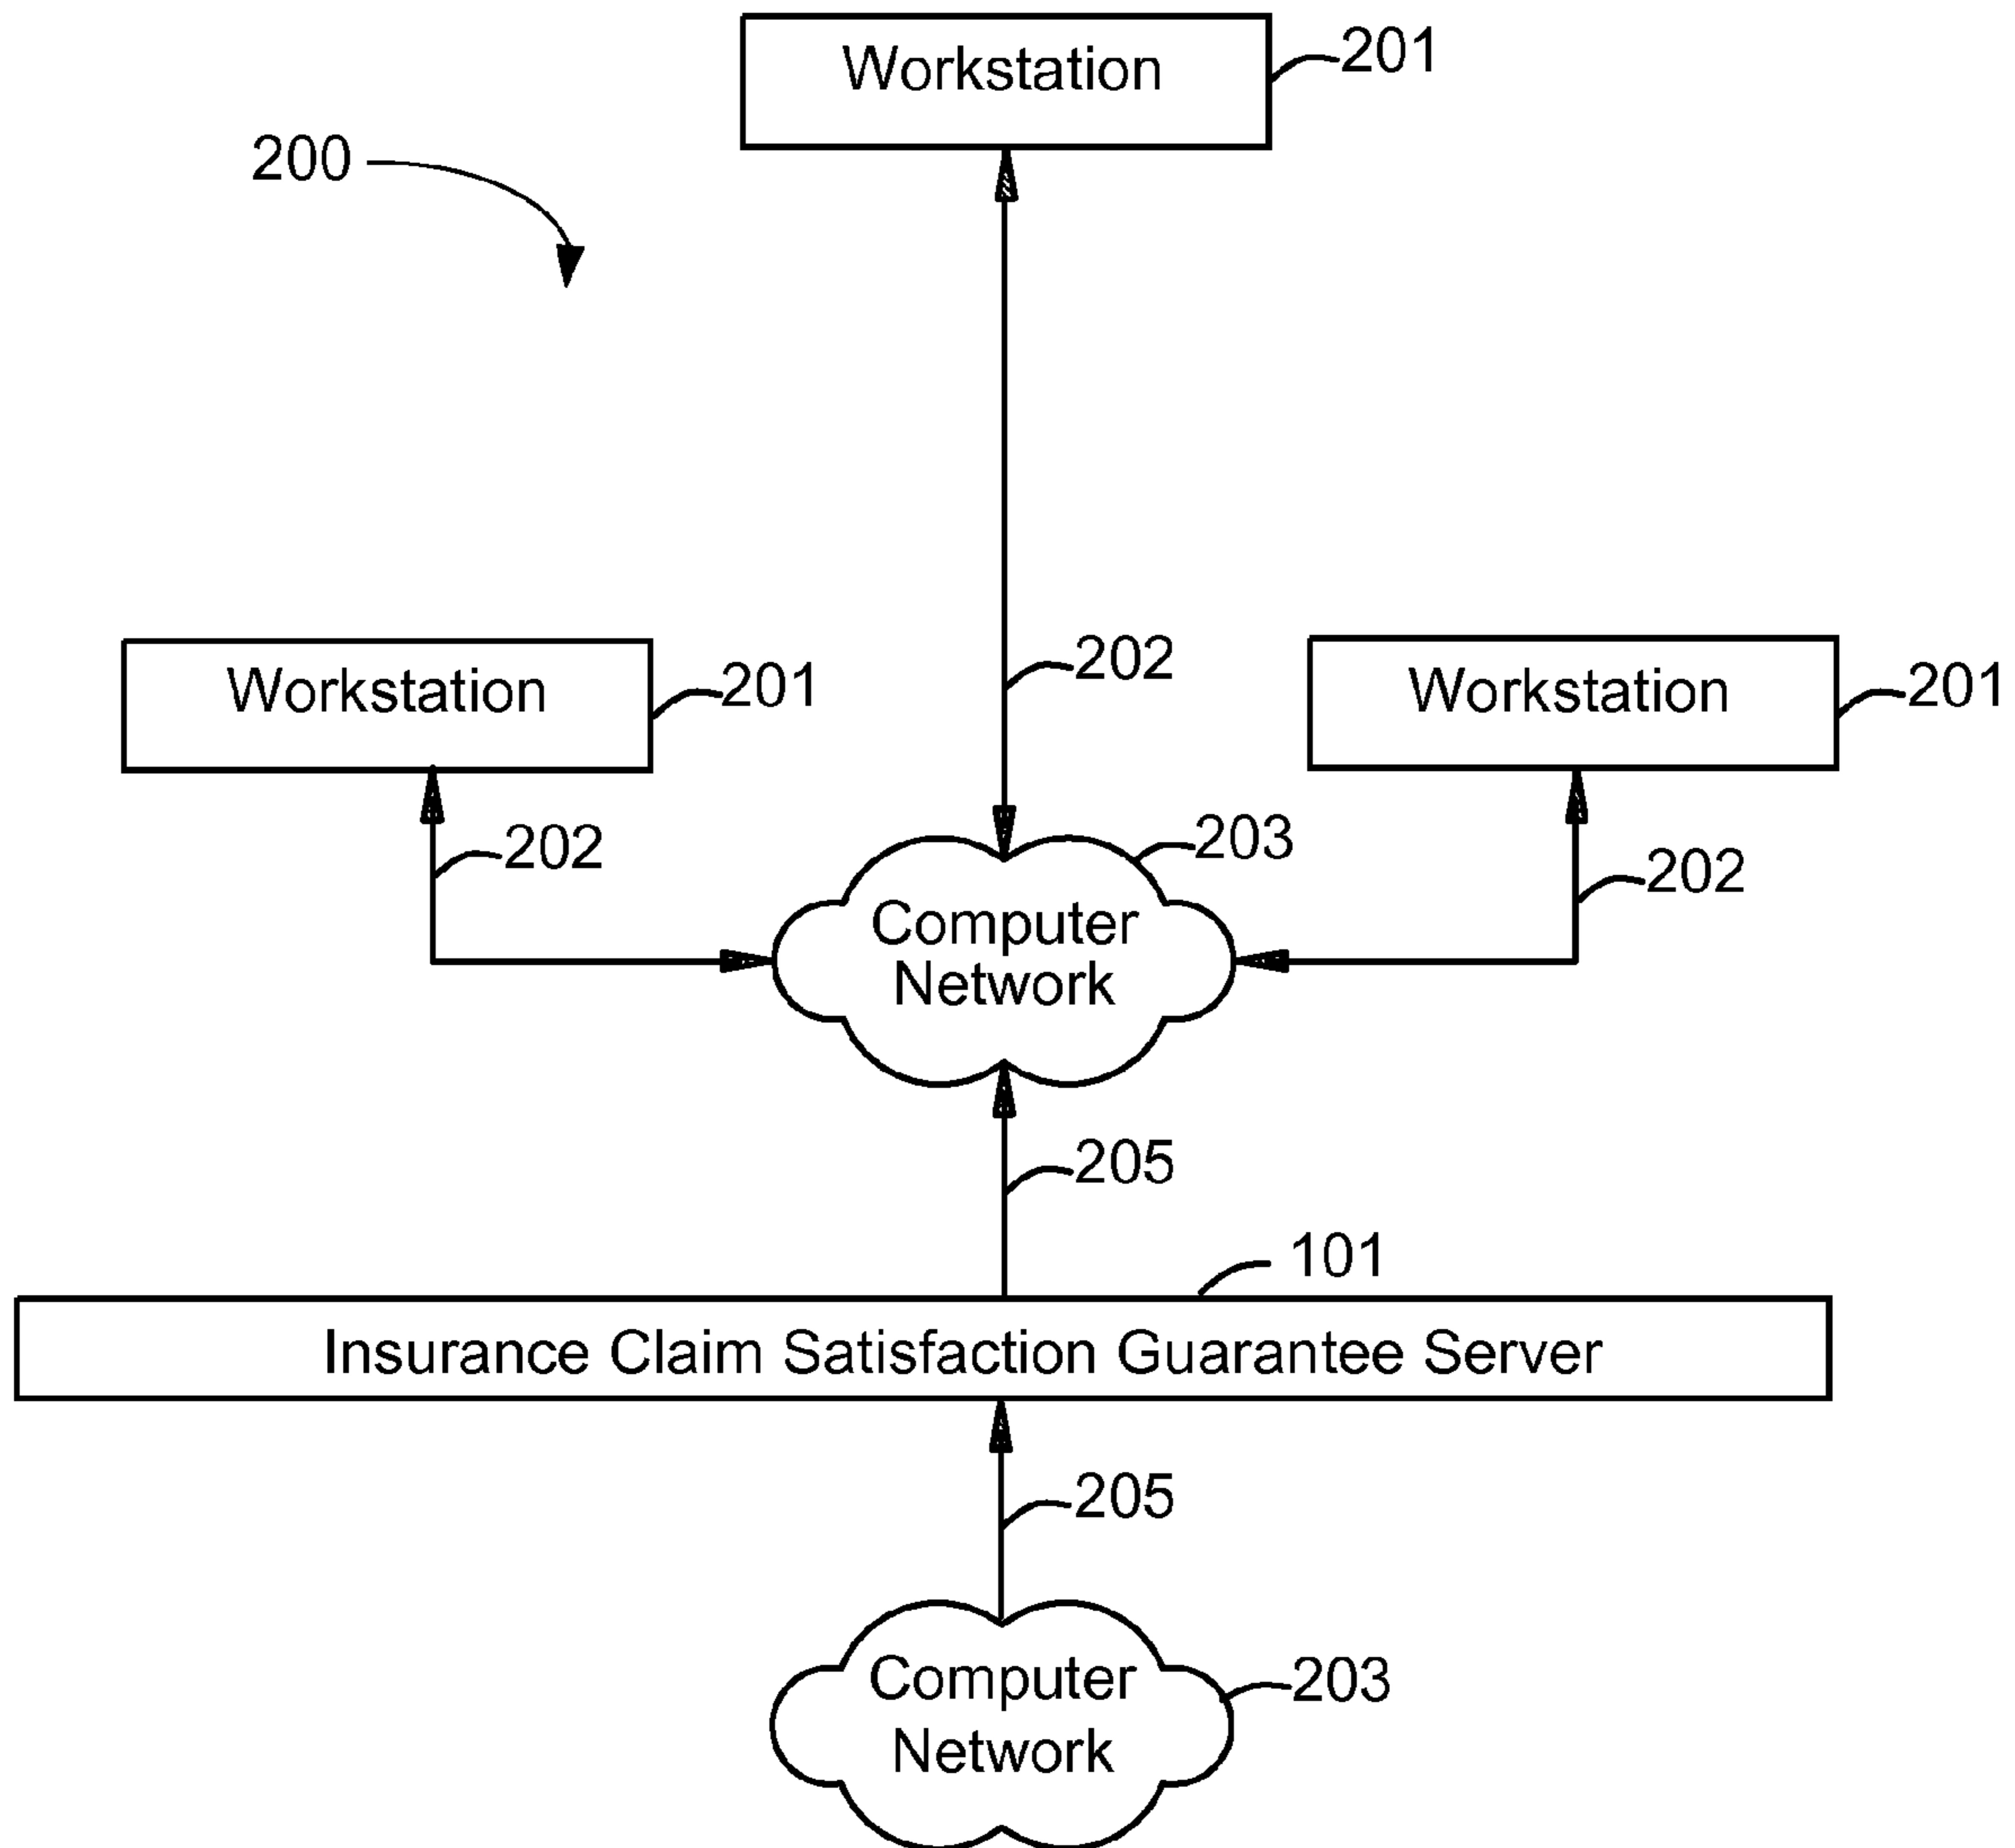 Workstation
201
200
202
Workstation
201
Workstation
201
202
203
202
Computer
Network
205
101
Insurance Claim Satisfaction Guarantee Server
205
Computer
Network
203